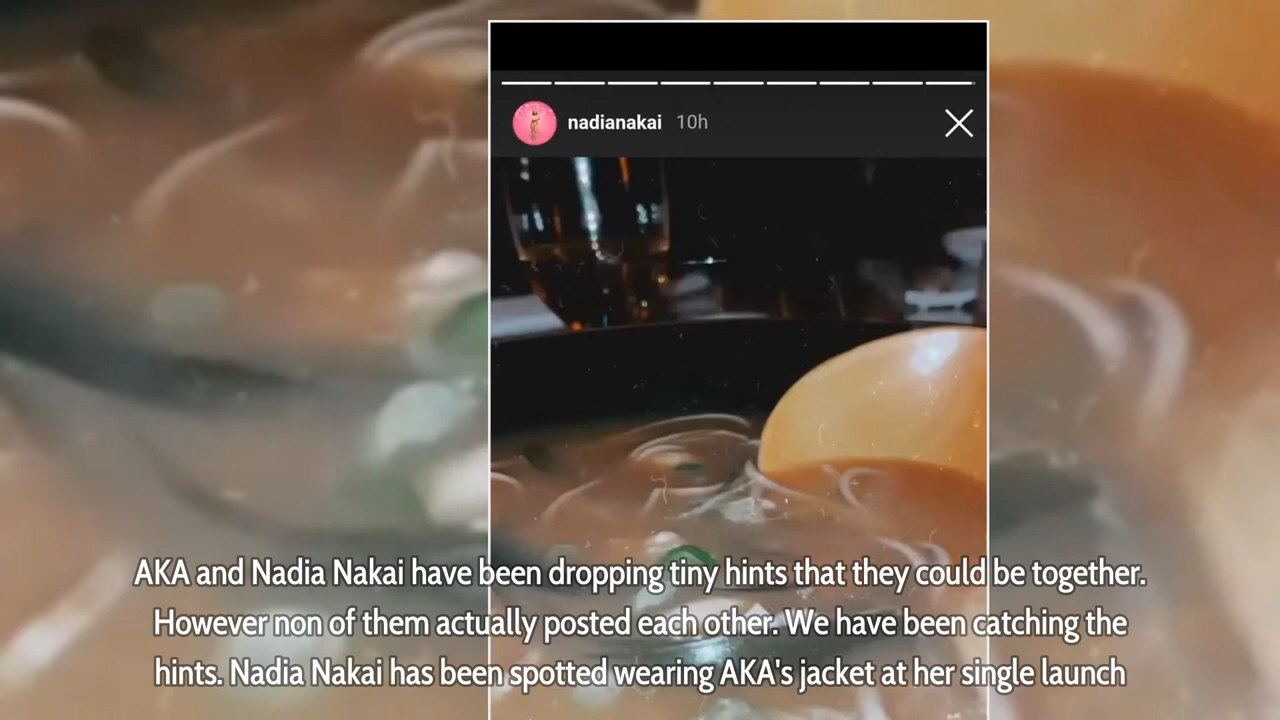 nadianakai 10h
AKA and Nadia Nakai have been dropping tiny hints that they could be together.
However non of them actually posted each other. We have been catching the
hints. Nadia Nakai has been spotted wearing AKA's jacket at her single launch